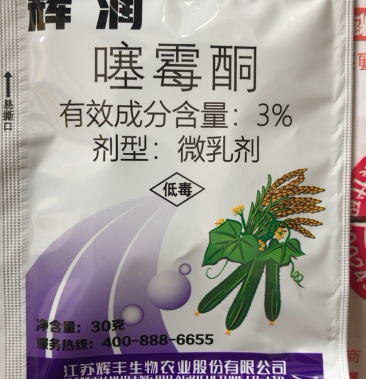 辉润
噻霉酮
有效成分含量：3%
剂型：微乳剂
易撕口
低毒
净含量：30克
服务热线：400-888-6655
江苏辉丰生物农业股份有限公司